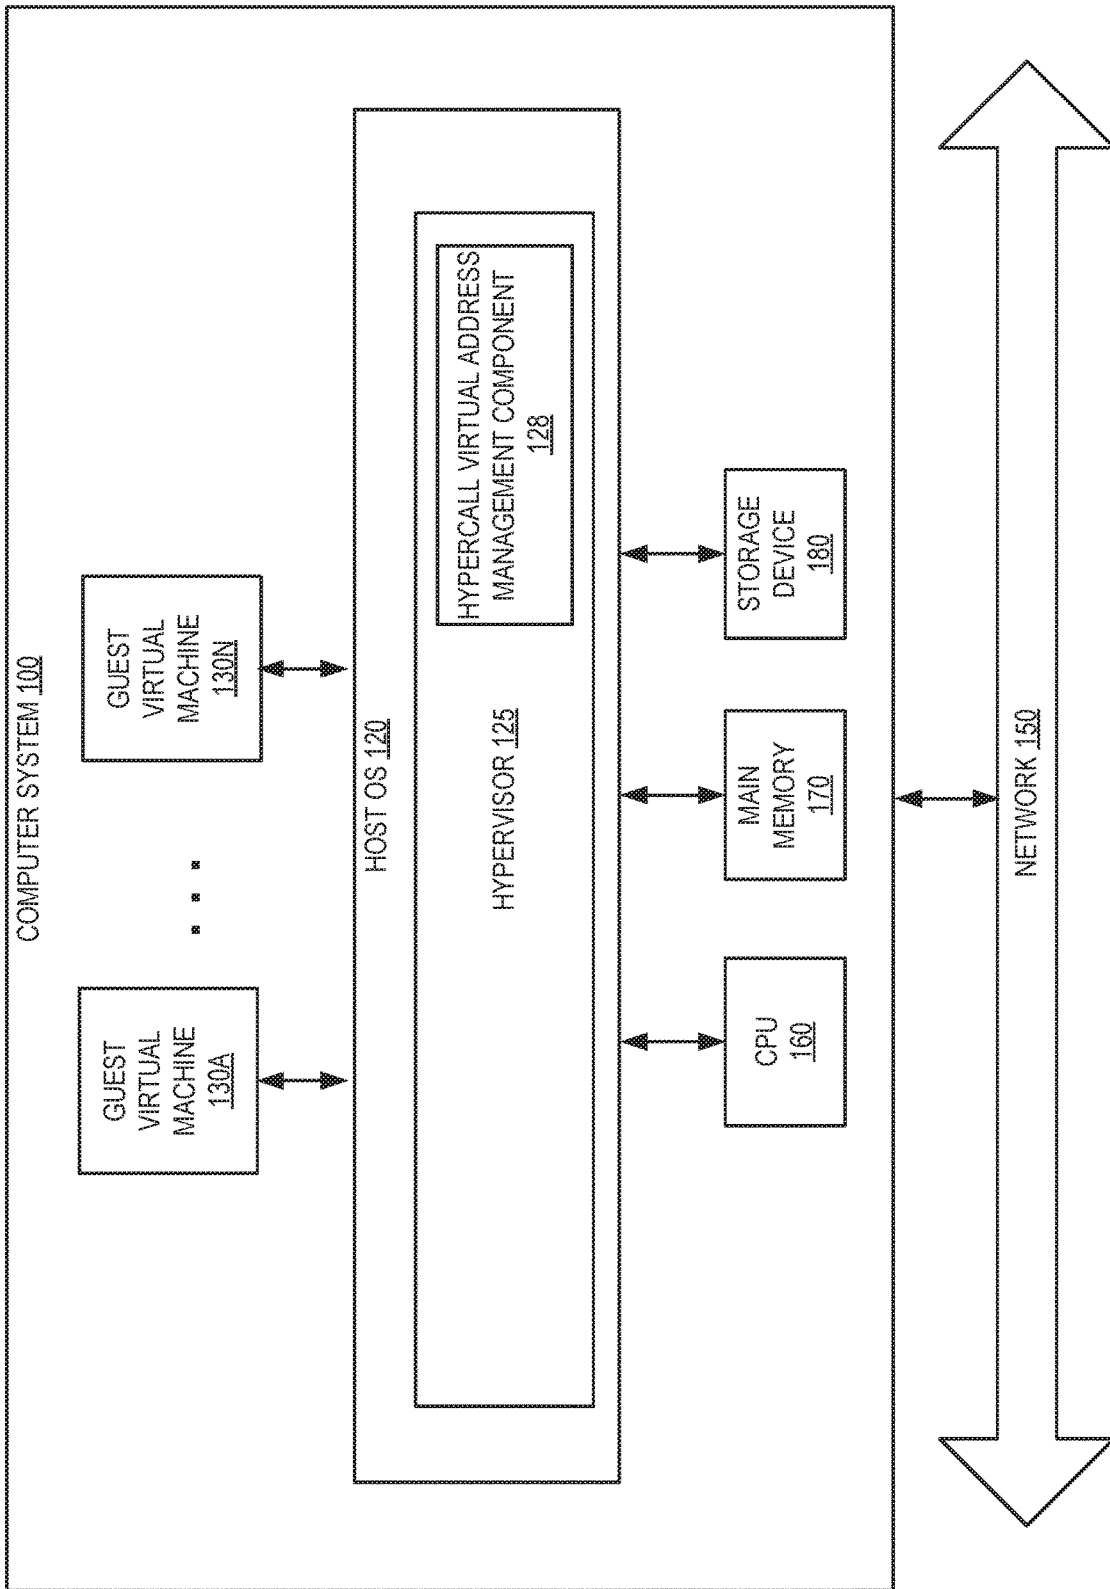 COMPUTER SYSTEM 100
GUEST
VIRTUAL
MACHINE
130A
GUEST
VIRTUAL
MACHINE
130N
HOST OS 120
HYPERVISOR 125
HYPERCALL VIRTUAL ADDRESS
MANAGEMENT COMPONENT
128
CPU
160
MAIN
MEMORY
170
STORAGE
DEVICE
180
NETWORK 150